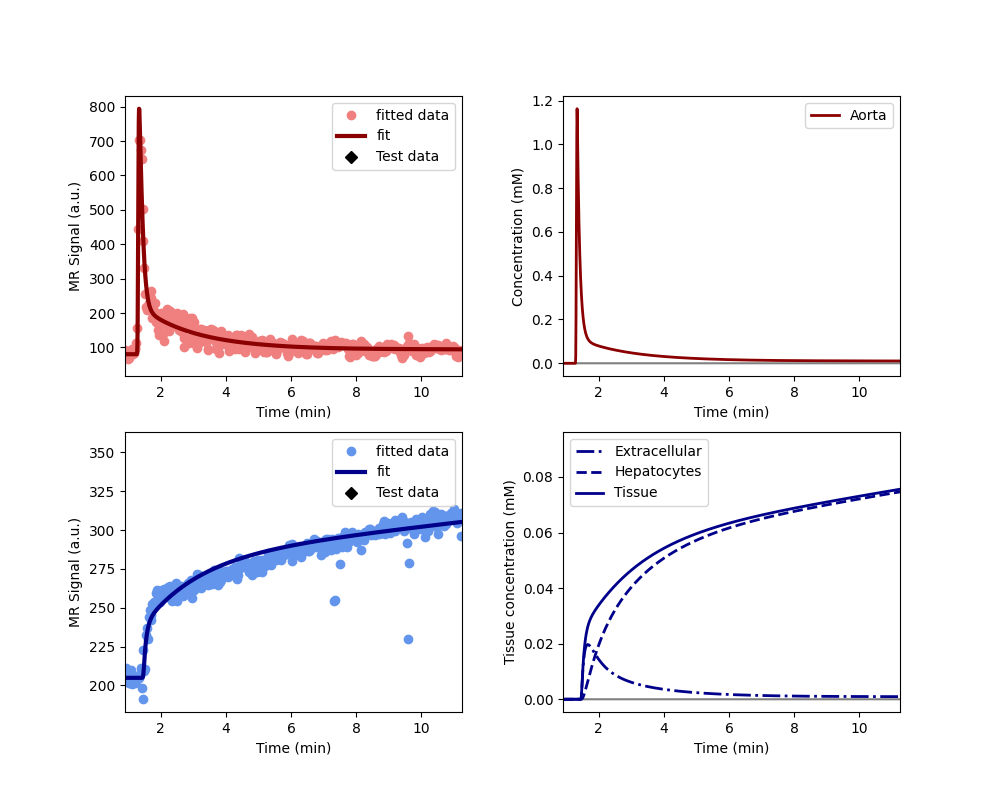 800
700
600
500
400
300
200
100
MR Signal (a.u.)
fitted data
fit
Test data
2 4 6 8 10
Time (min)
1.2
1.0
0.8
0.6
0.4
0.2
0.0
Concentration (mM)
Aorta
2 4 6 8 10
Time (min)
350
325
300
275
250
225
200
MR Signal (a.u.)
fitted data
fit
Test data
2 4 6 8 10
Time (min)
0.08
0.06
0.04
0.02
0.00
Tissue concentration (mM)
Extracellular
Hepatocytes
Tissue
2 4 6 8 10
Time (min)